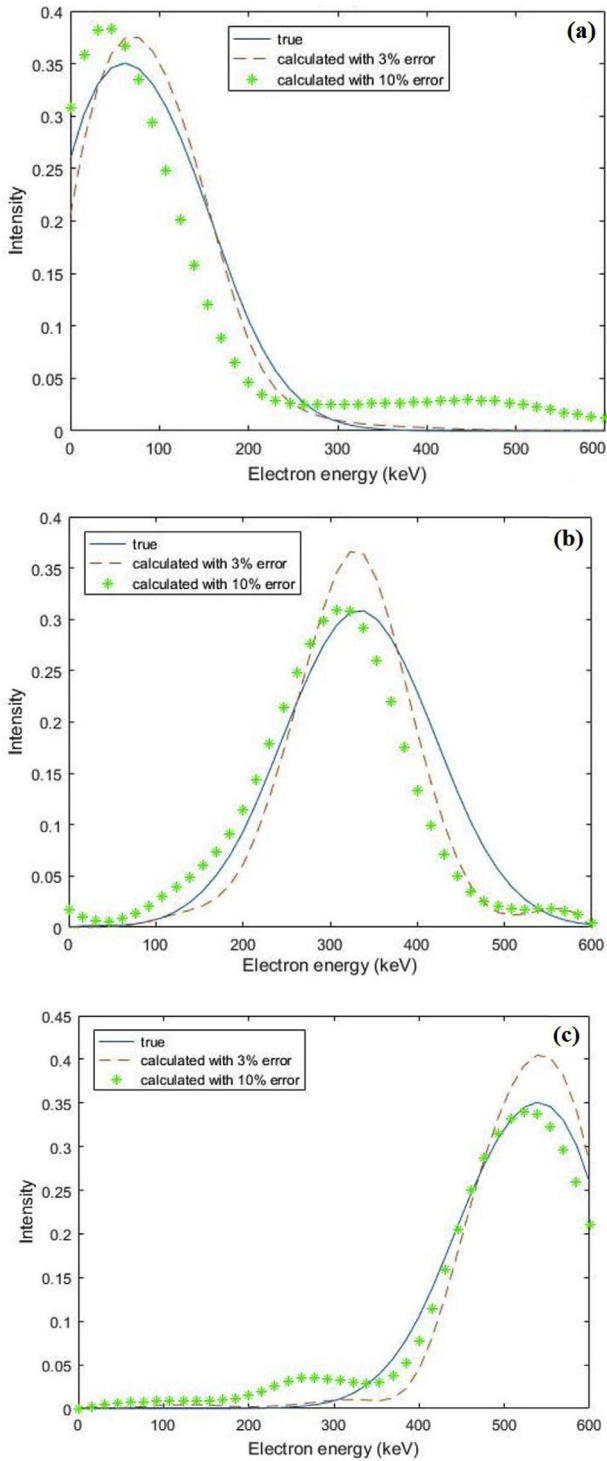 (a)
true
calculated with 3% error
calculated with 10% error
0.4
0.35
0.3
0.25
0.2
0.15
0.1
0.05
0
Intensity
0 100 200 300 400 500 600
Electron energy (keV)
(b)
true
calculated with 3% error
calculated with 10% error
0.4
0.35
0.3
0.25
0.2
0.15
0.1
0.05
0
Intensity
0 100 200 300 400 500 600
Electron energy (keV)
(c)
true
calculated with 3% error
calculated with 10% error
0.45
0.4
0.35
0.3
0.25
0.2
0.15
0.1
0.05
0
Intensity
0 100 200 300 400 500 600
Electron energy (keV)